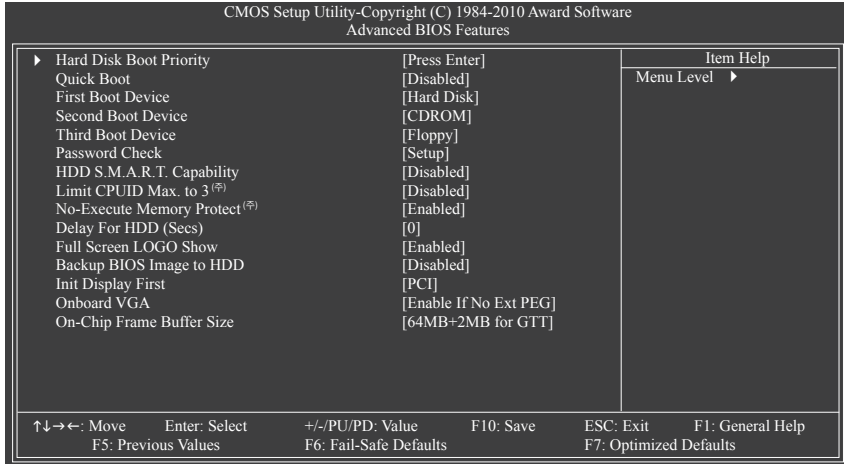 CMOS Setup Utility-Copyright (C) 1984-2010 Award Software
Advanced BIOS Features
Hard Disk Boot Priority [Press Enter]
Quick Boot [Disabled]
First Boot Device [Hard Disk]
Second Boot Device [CDROM]
Third Boot Device [Floppy]
Password Check [Setup]
HDD S.M.A.R.T. Capability [Disabled]
Limit CPUID Max. to 3 (주) [Disabled]
No-Execute Memory Protect (주) [Enabled]
Delay For HDD (Secs) [0]
Full Screen LOGO Show [Enabled]
Backup BIOS Image to HDD [Disabled]
Init Display First [PCI]
Onboard VGA [Enable If No Ext PEG]
On-Chip Frame Buffer Size [64MB+2MB for GTT]
Item Help
Menu Level
↑↓→←: Move Enter: Select +/-/PU/PD: Value F10: Save ESC: Exit F1: General Help
F5: Previous Values F6: Fail-Safe Defaults F7: Optimized Defaults